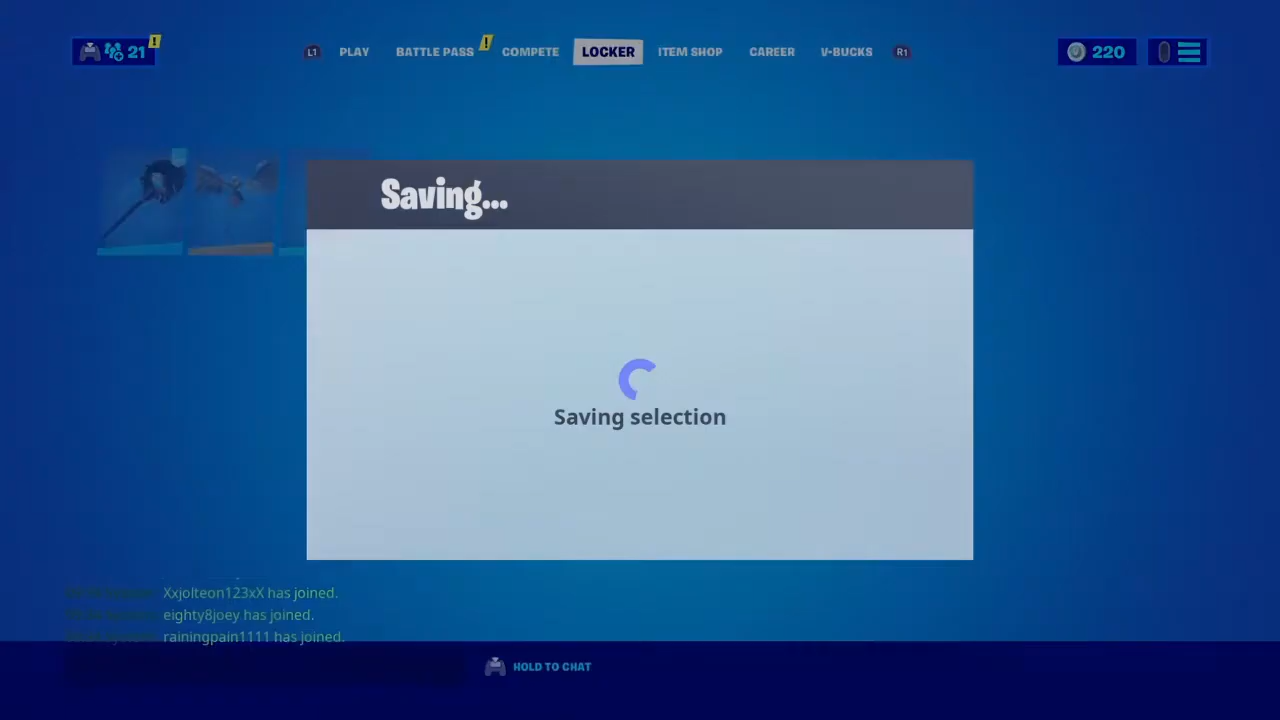 21
!
L1
PLAY
BATTLE PASS
!
COMPETE
LOCKER
ITEM SHOP
CAREER
V-BUCKS
R1
220
Saving...
Saving selection
XxJolteon123xX has joined.
eighty8joey has joined.
rainingpain1111 has joined.
HOLD TO CHAT